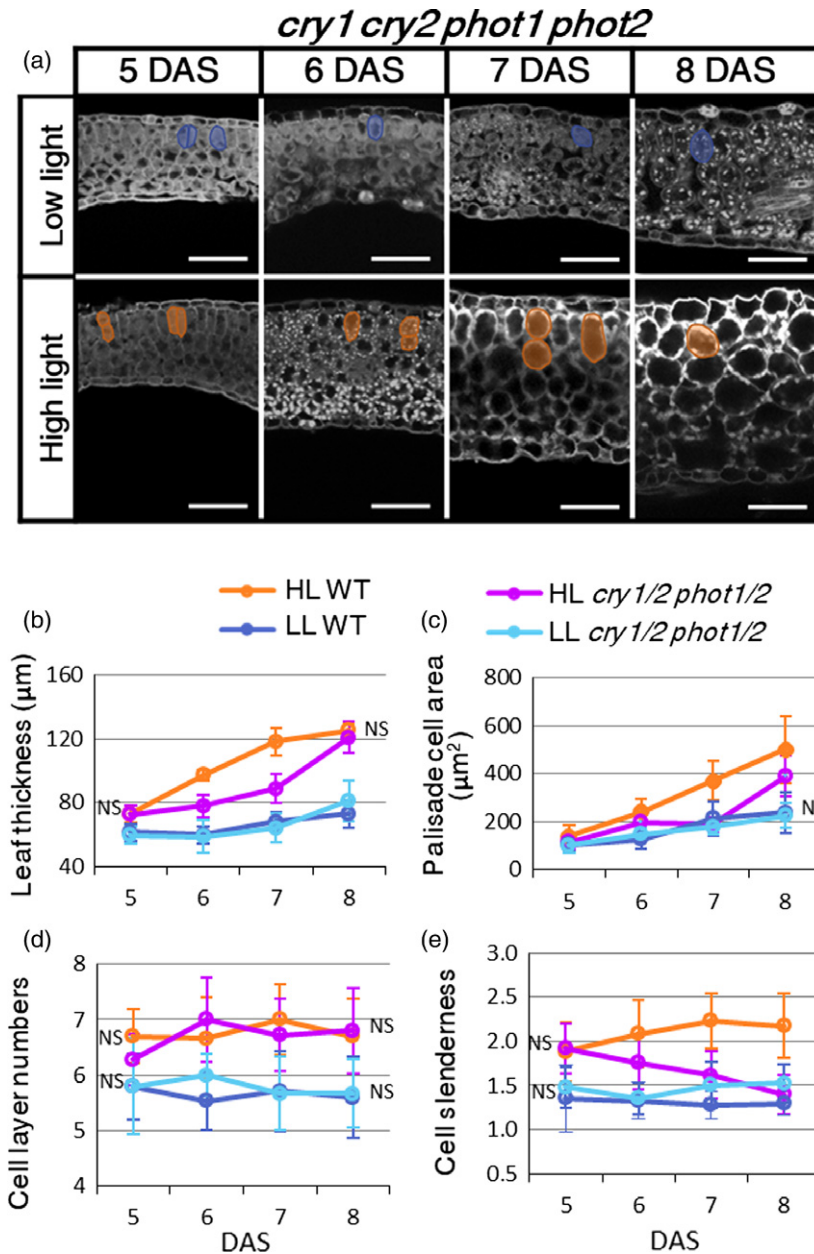 cry1 cry2 phot1 phot2
(a)
5 DAS 6 DAS 7 DAS 8 DAS
Low light
High light
HL WT
LL WT
HL cry1/2 phot1/2
LL cry1/2 phot1/2
(b)
Leaf thickness (µm)
160
120
80
40
NS
NS
5 6 7 8
(c)
Palisade cell area
(µm²)
800
600
400
200
0
5 6 7 8
(d)
Cell layer numbers
8
7
6
5
4
NS
NS
NS
NS
5 6 7 8
DAS
(e)
Cell slenderness
3.0
2.5
2.0
1.5
1.0
0.5
NS
NS
5 6 7 8
DAS